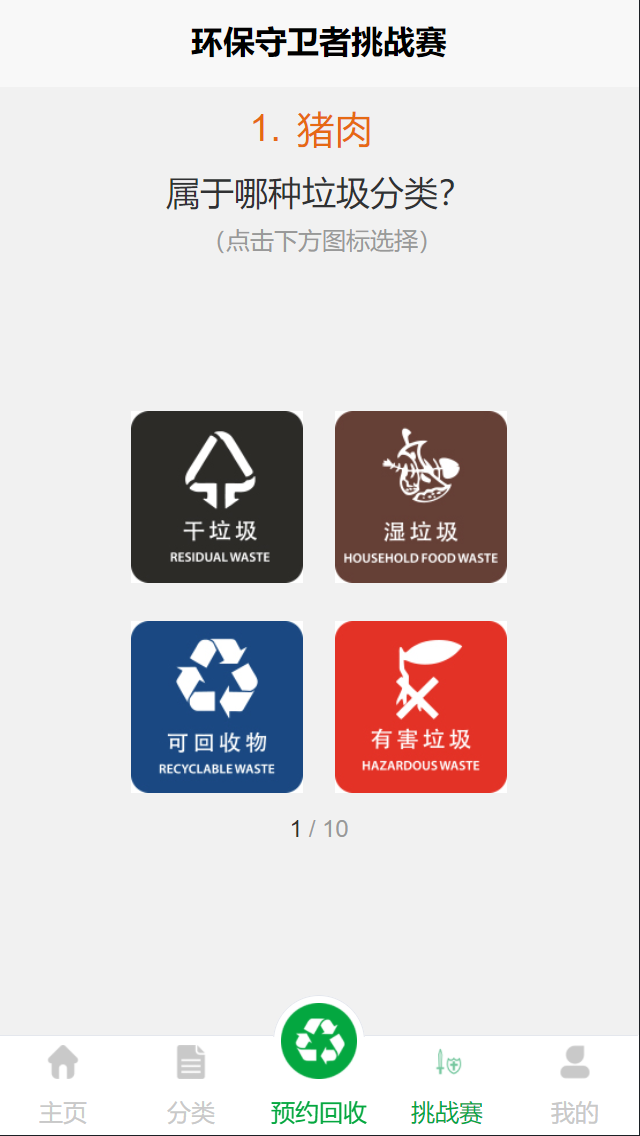 环保守卫者挑战赛
1. 猪肉
属于哪种垃圾分类？
（点击下方图标选择）
干垃圾
RESIDUAL WASTE
湿垃圾
HOUSEHOLD FOOD WASTE
可回收物
RECYCLABLE WASTE
有害垃圾
HAZARDOUS WASTE
1 / 10
主页
分类
预约回收
挑战赛
我的